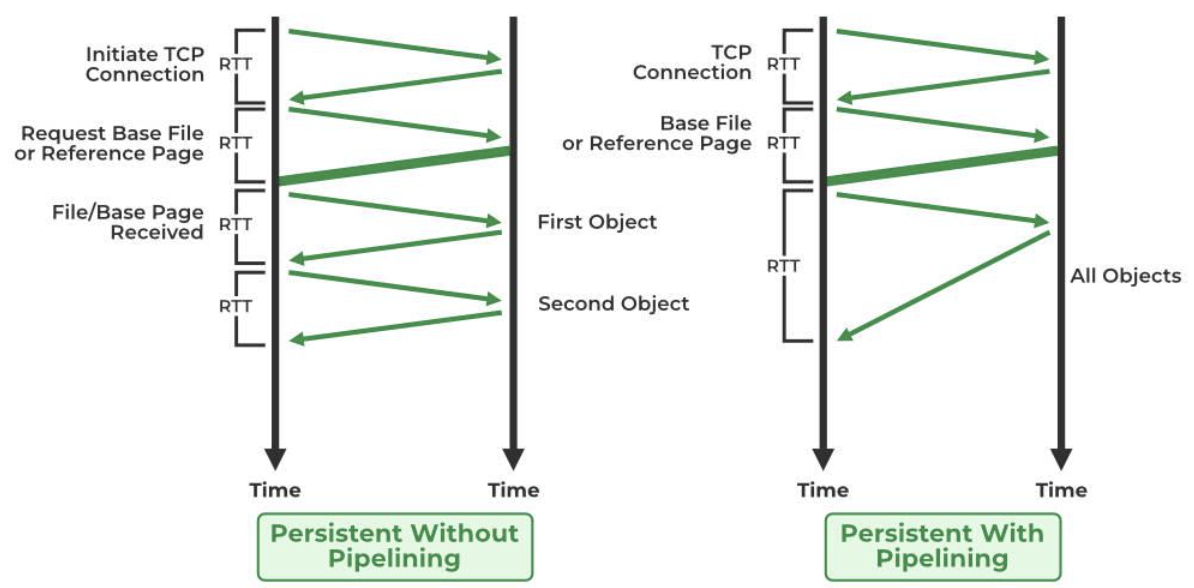 Initiate TCP
Connection
RTT
Request Base File
or Reference Page
RTT
File/Base Page
Received
RTT
First Object
RTT
Second Object
Time
Time
Persistent Without
Pipelining
TCP
Connection
RTT
Base File
or Reference Page
RTT
RTT
All Objects
Time
Time
Persistent With
Pipelining